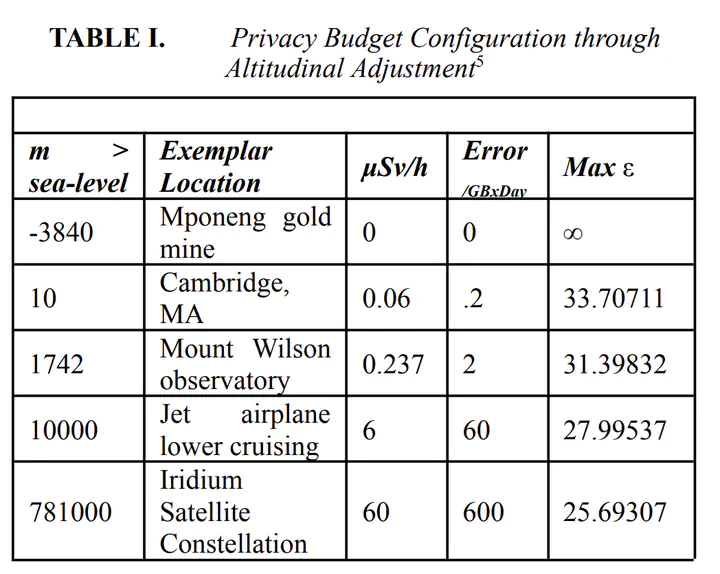 TABLE I. Privacy Budget Configuration through
Altitudinal Adjustment5
m > sea-level Exemplar Location µSv/h Error /GBxDay Max ε
-3840 Mponeng gold mine 0 0 ∞
10 Cambridge, MA 0.06 .2 33.70711
1742 Mount Wilson observatory 0.237 2 31.39832
10000 Jet airplane lower cruising 6 60 27.99537
781000 Iridium Satellite Constellation 60 600 25.69307